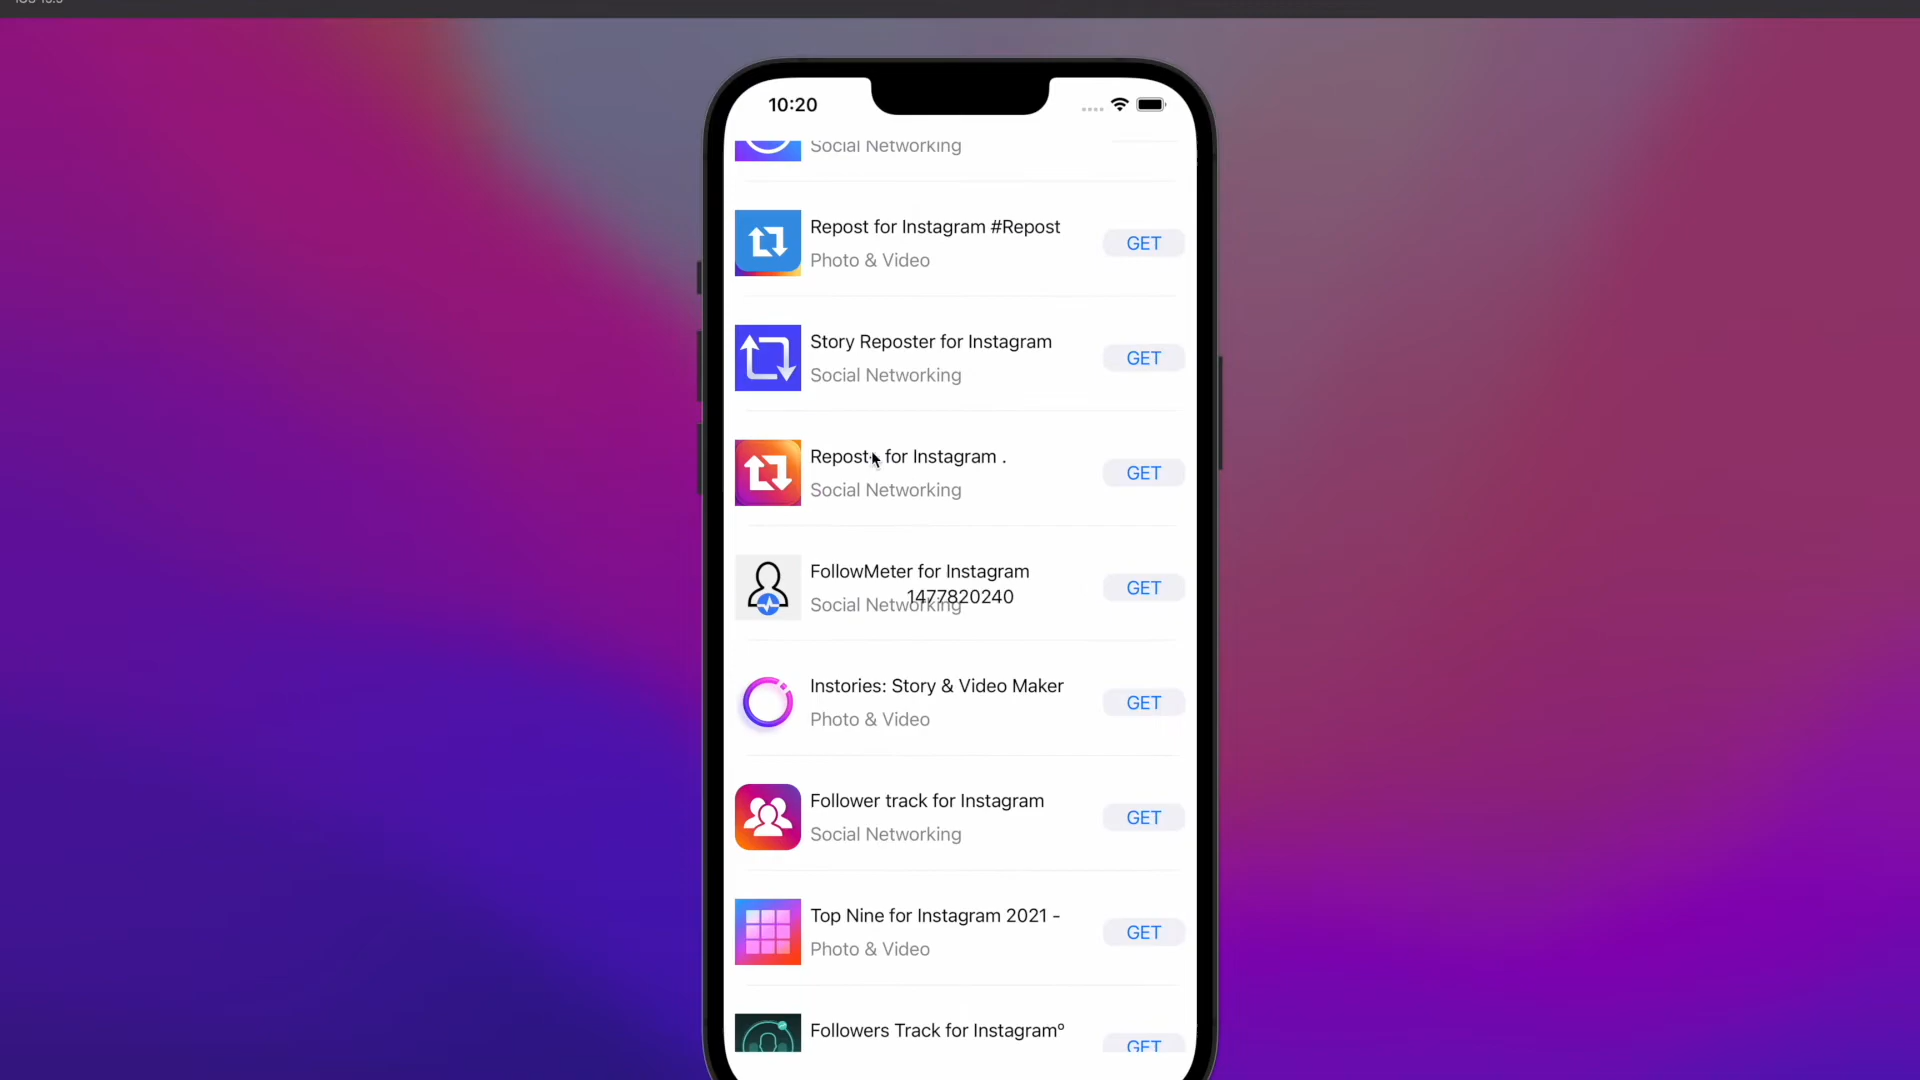 10:20
Social Networking
Repost for Instagram #Repost
Photo & Video
GET
Story Reposter for Instagram
Social Networking
GET
Repost+ for Instagram .
Social Networking
GET
FollowMeter for Instagram
1477820240
Social Networking
GET
Instories: Story & Video Maker
Photo & Video
GET
Follower track for Instagram
Social Networking
GET
Top Nine for Instagram 2021 -
Photo & Video
GET
Followers Track for Instagram°
GET